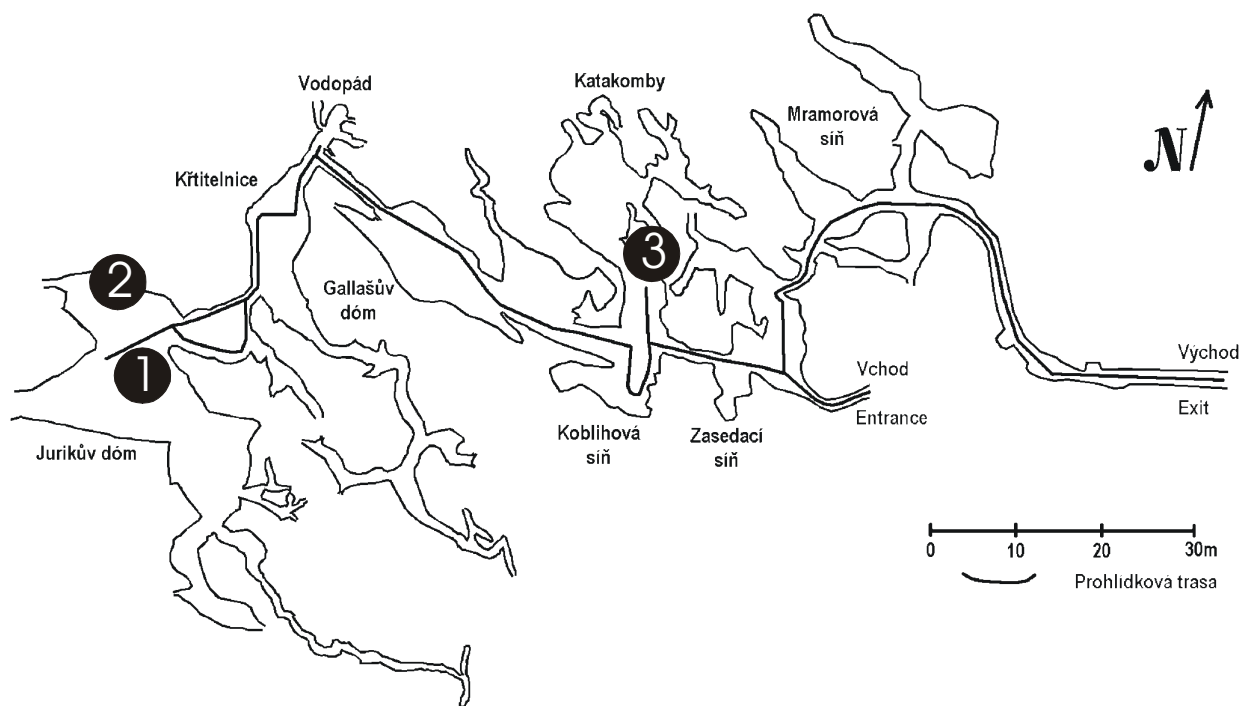 Vodopád
Katakomby
Mramorová
síň
N
Křtitelnice
3
2
Gallašův
dóm
1
Východ
Exit
Vchod
Entrance
Koblihová
síň
Zasedací
síň
Jurikův dóm
0 10 20 30m
Prohlídková trasa